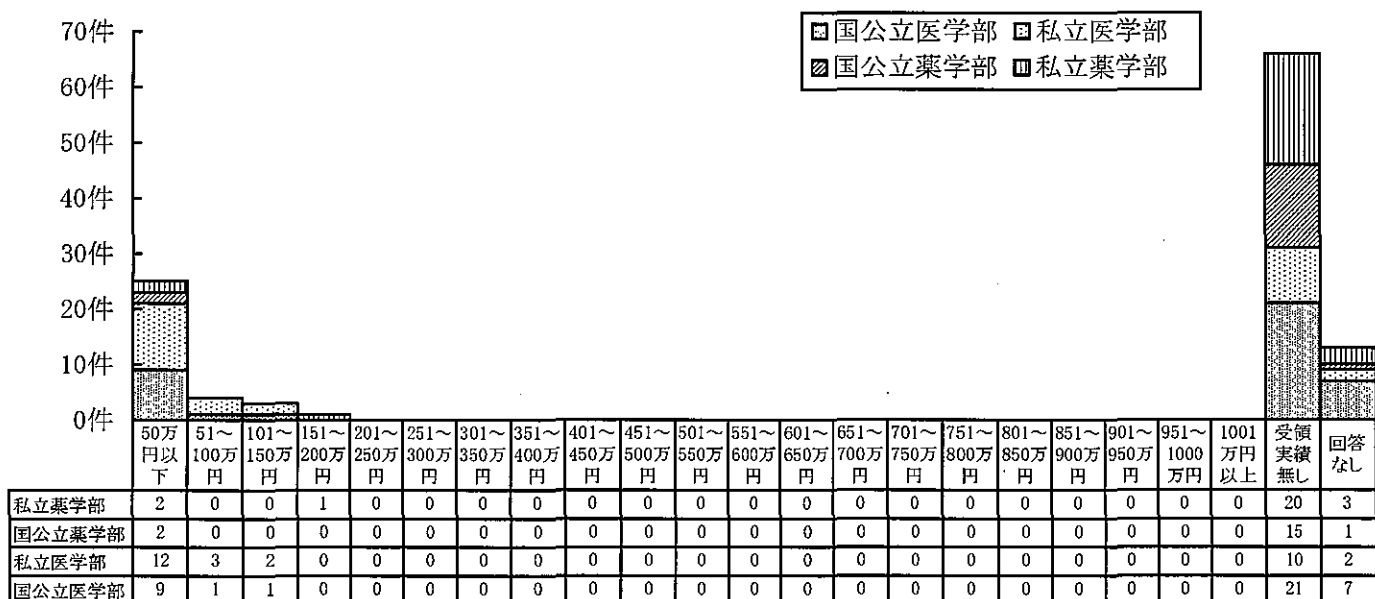 70件
60件
50件
40件
30件
20件
10件
0件
国公立医学部 私立医学部
国公立薬学部 私立薬学部
50万円以下 51～100万円 101～150万円 151～200万円 201～250万円 251～300万円 301～350万円 351～400万円 401～450万円 451～500万円 501～550万円 551～600万円 601～650万円 651～700万円 701～750万円 751～800万円 801～850万円 851～900万円 901～950万円 951～1000万円 1001万円以上 受領実績無し 回答なし
私立薬学部 2 0 0 1 0 0 0 0 0 0 0 0 0 0 0 0 0 0 0 0 0 20 3
国公立薬学部 2 0 0 0 0 0 0 0 0 0 0 0 0 0 0 0 0 0 0 0 0 15 1
私立医学部 12 3 2 0 0 0 0 0 0 0 0 0 0 0 0 0 0 0 0 0 0 10 2
国公立医学部 9 1 1 0 0 0 0 0 0 0 0 0 0 0 0 0 0 0 0 0 0 21 7